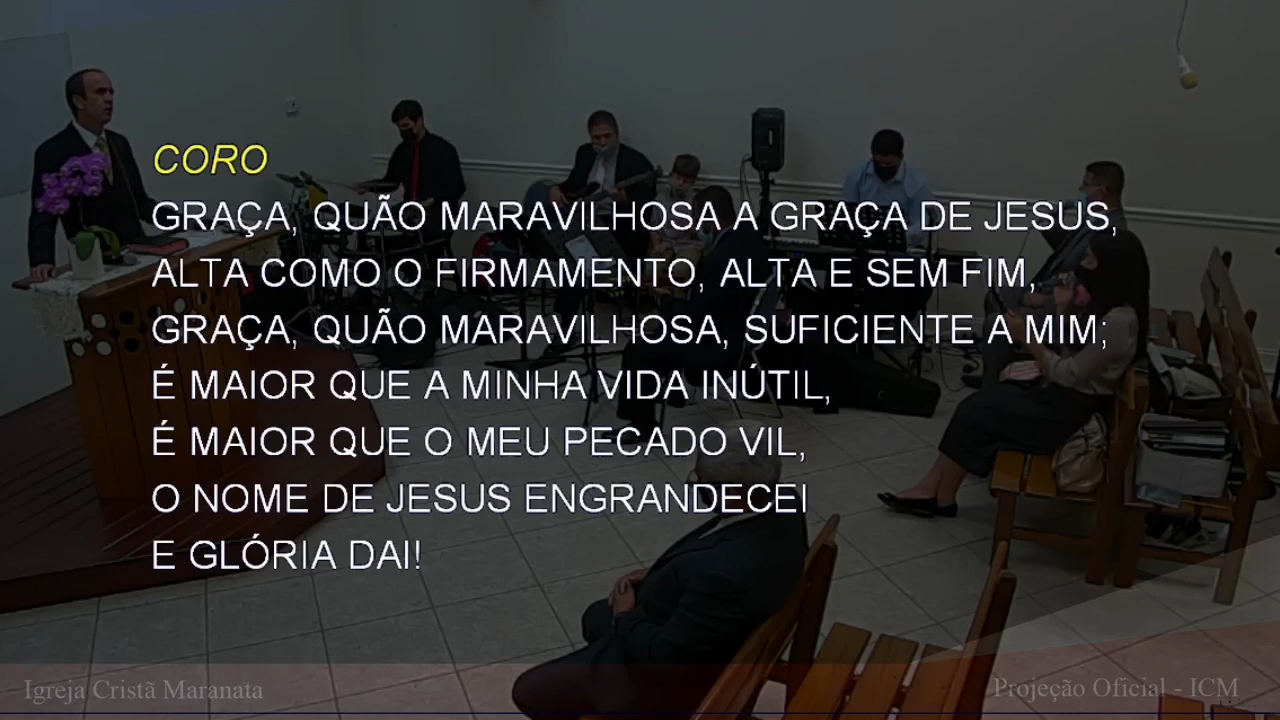 CORO
GRAÇA, QUÃO MARAVILHOSA A GRAÇA DE JESUS,
ALTA COMO O FIRMAMENTO, ALTA E SEM FIM,
GRAÇA, QUÃO MARAVILHOSA, SUFICIENTE A MIM;
É MAIOR QUE A MINHA VIDA INÚTIL,
É MAIOR QUE O MEU PECADO VIL,
O NOME DE JESUS ENGRANDECEI
E GLÓRIA DAI!
Igreja Cristã Maranata
Projeção Oficial - ICM